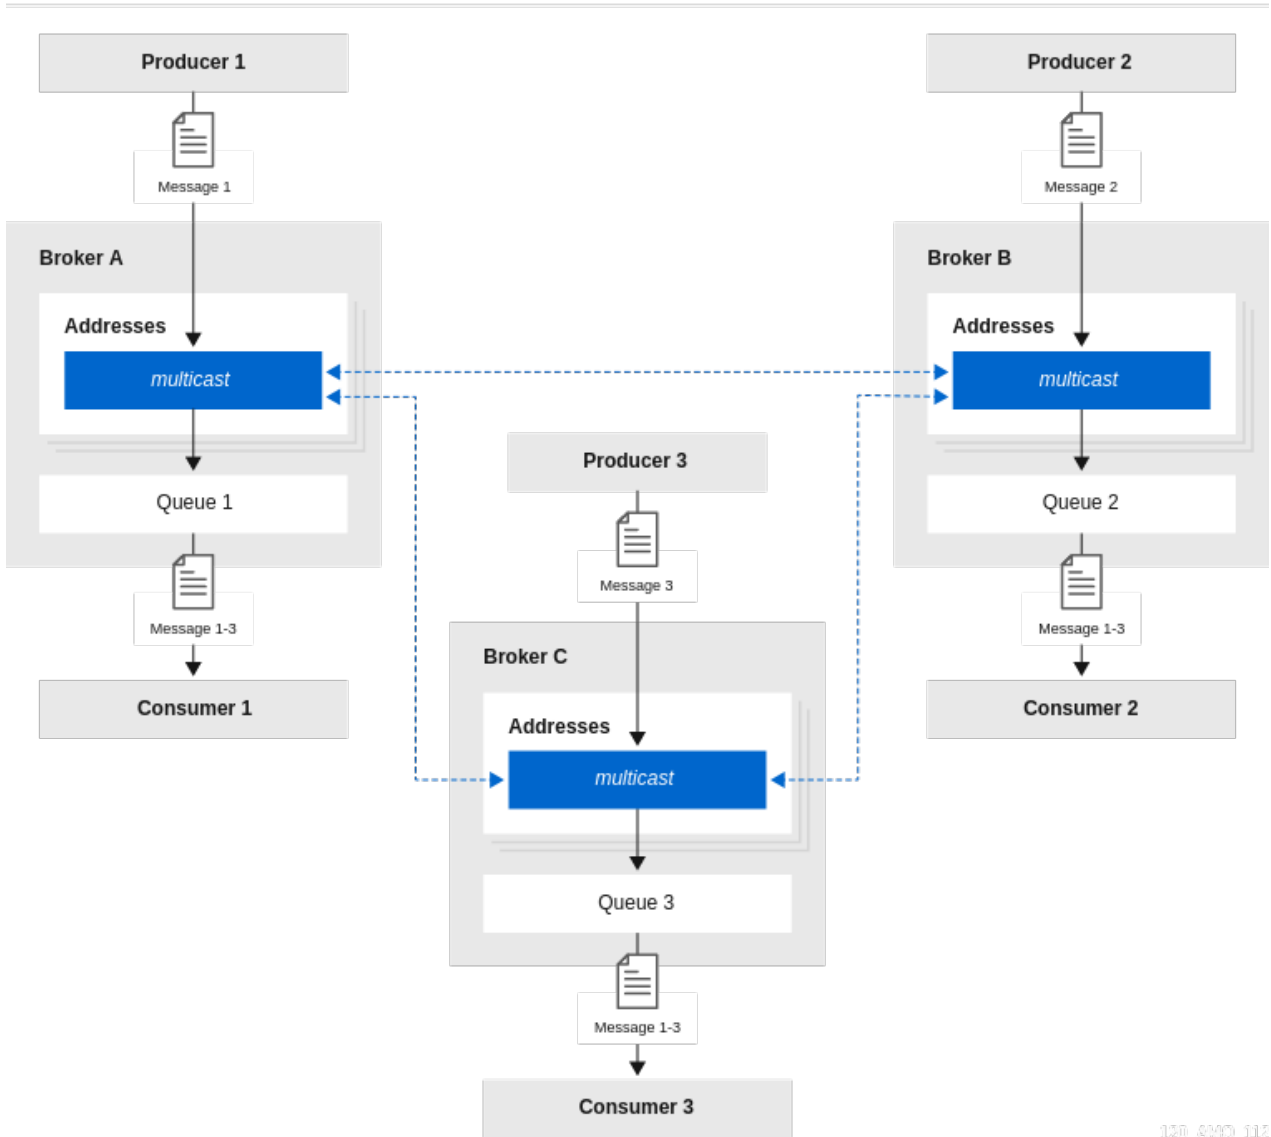 Producer 1
Producer 2
Message 1
Message 2
Broker A
Broker B
Addresses
Addresses
multicast
multicast
Producer 3
Queue 1
Queue 2
Message 3
Message 1-3
Message 1-3
Broker C
Consumer 1
Consumer 2
Addresses
multicast
Queue 3
Message 1-3
Consumer 3